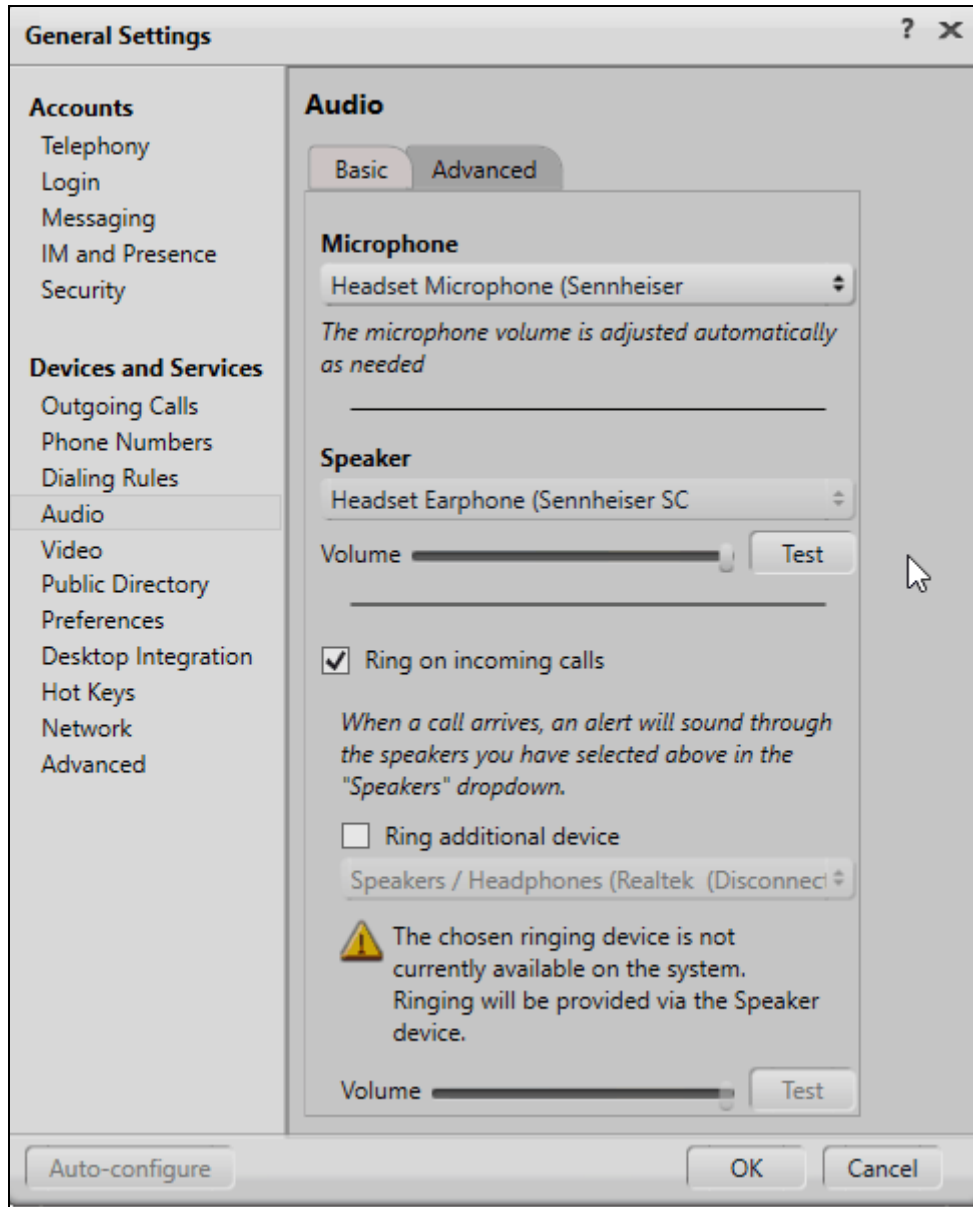 General Settings
?
Accounts
Telephony
Login
Messaging
IM and Presence
Security
Devices and Services
Outgoing Calls
Phone Numbers
Dialing Rules
Audio
Video
Public Directory
Preferences
Desktop Integration
Hot Keys
Network
Advanced
Audio
Basic Advanced
Microphone
Headset Microphone (Sennheiser
The microphone volume is adjusted automatically
as needed
Speaker
Headset Earphone (Sennheiser SC
Volume Test
Ring on incoming calls
When a call arrives, an alert will sound through
the speakers you have selected above in the
"Speakers" dropdown.
Ring additional device
Speakers / Headphones (Realtek (Disconnect
The chosen ringing device is not
currently available on the system.
Ringing will be provided via the Speaker
device.
Volume Test
Auto-configure OK Cancel